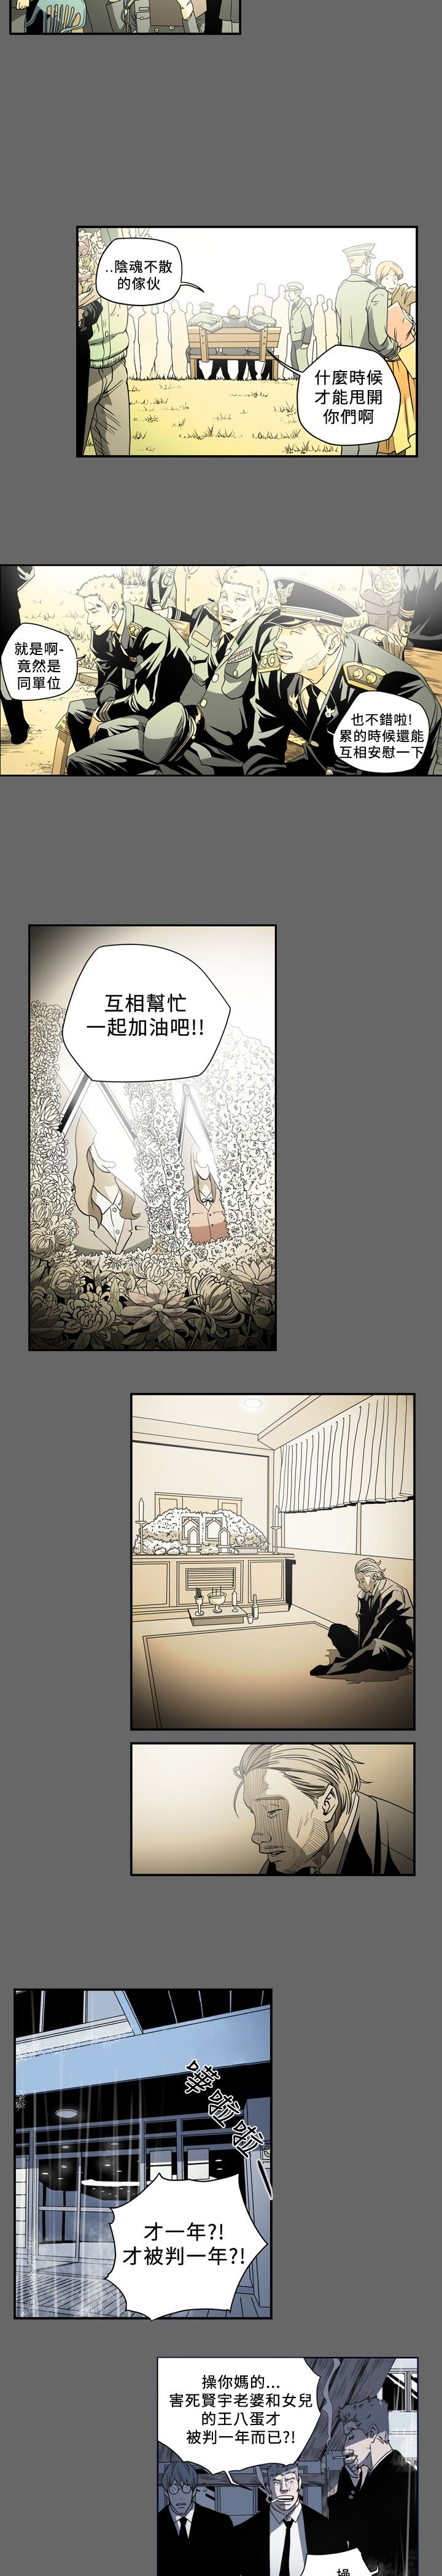 ..陰魂不散
的傢伙
什麼時候
才能甩開
你們啊
就是啊-
竟然是
同單位
也不錯啦!
累的時候還能
互相安慰一下
互相幫忙
一起加油吧!!
嘩啦啦
才一年?!
才被判一年?!
操你媽的...
害死賢宇老婆和女兒
的王八蛋才
被判一年而已?!
操